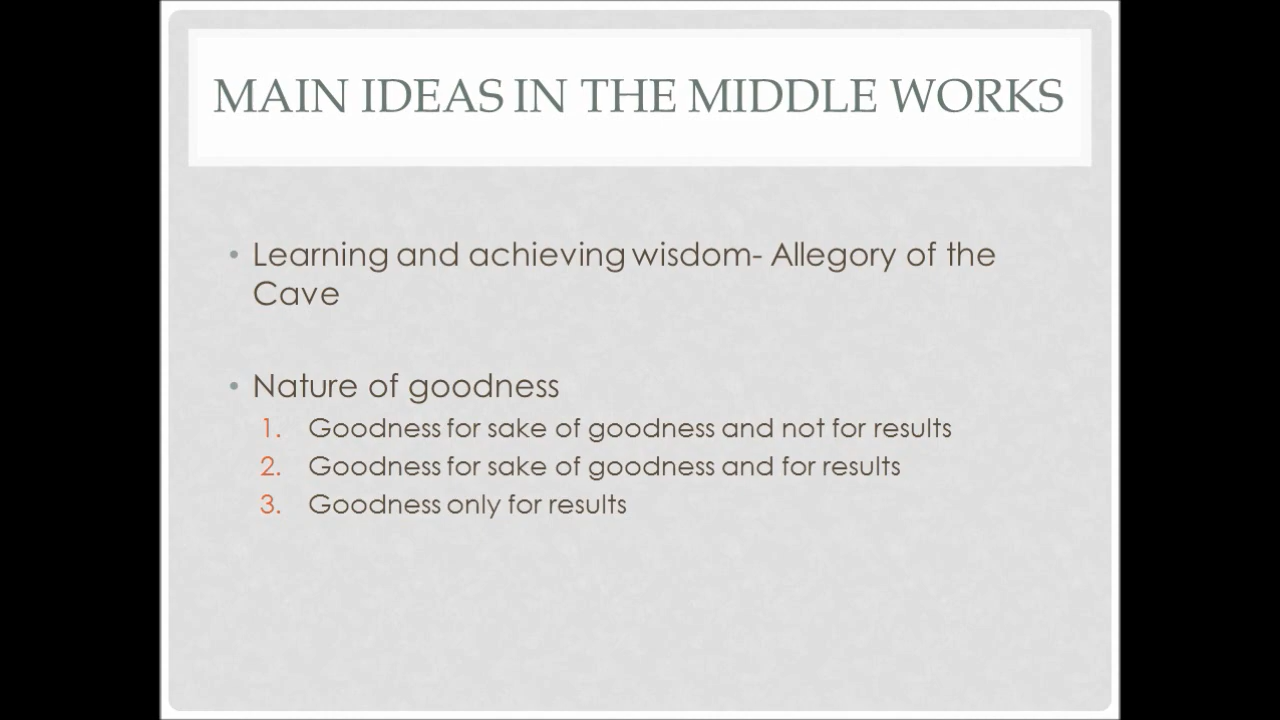 MAIN IDEAS IN THE MIDDLE WORKS
• Learning and achieving wisdom- Allegory of the
Cave
• Nature of goodness
1. Goodness for sake of goodness and not for results
2. Goodness for sake of goodness and for results
3. Goodness only for results